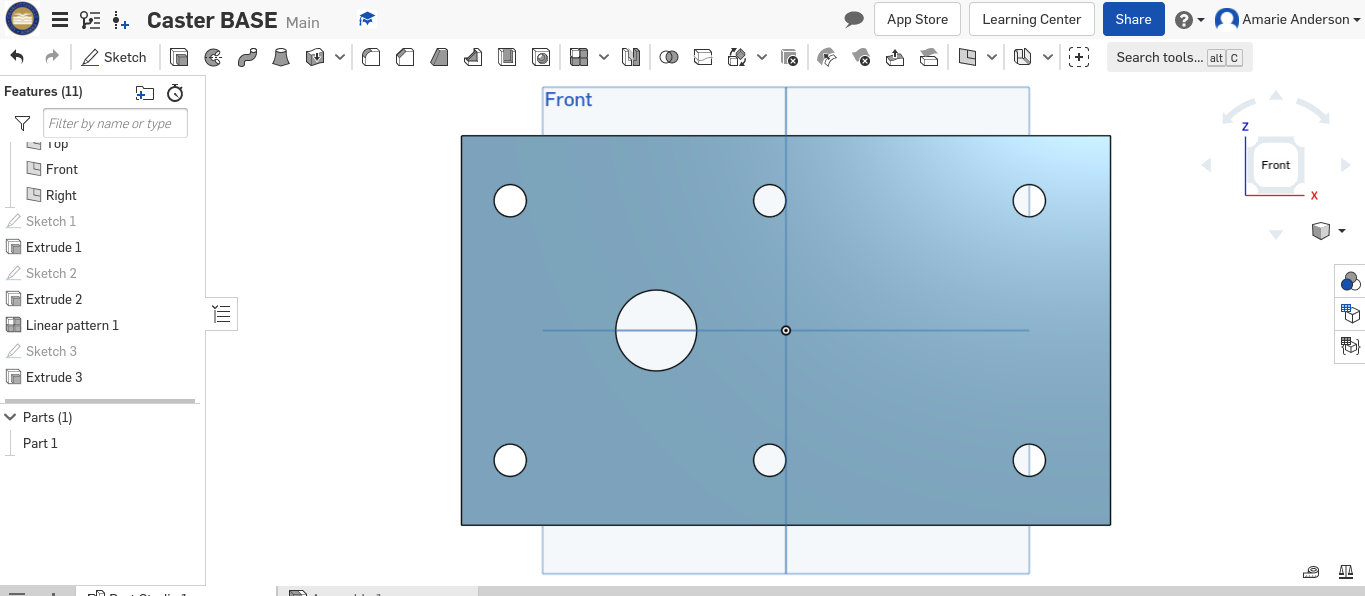 Caster BASE Main
App Store
Learning Center
Share
Amarie Anderson
Sketch
Search tools... alt C
Features (11)
Filter by name or type
Top
Front
Right
Sketch 1
Extrude 1
Sketch 2
Extrude 2
Linear pattern 1
Sketch 3
Extrude 3
Parts (1)
Part 1
Front
Z
Front
X